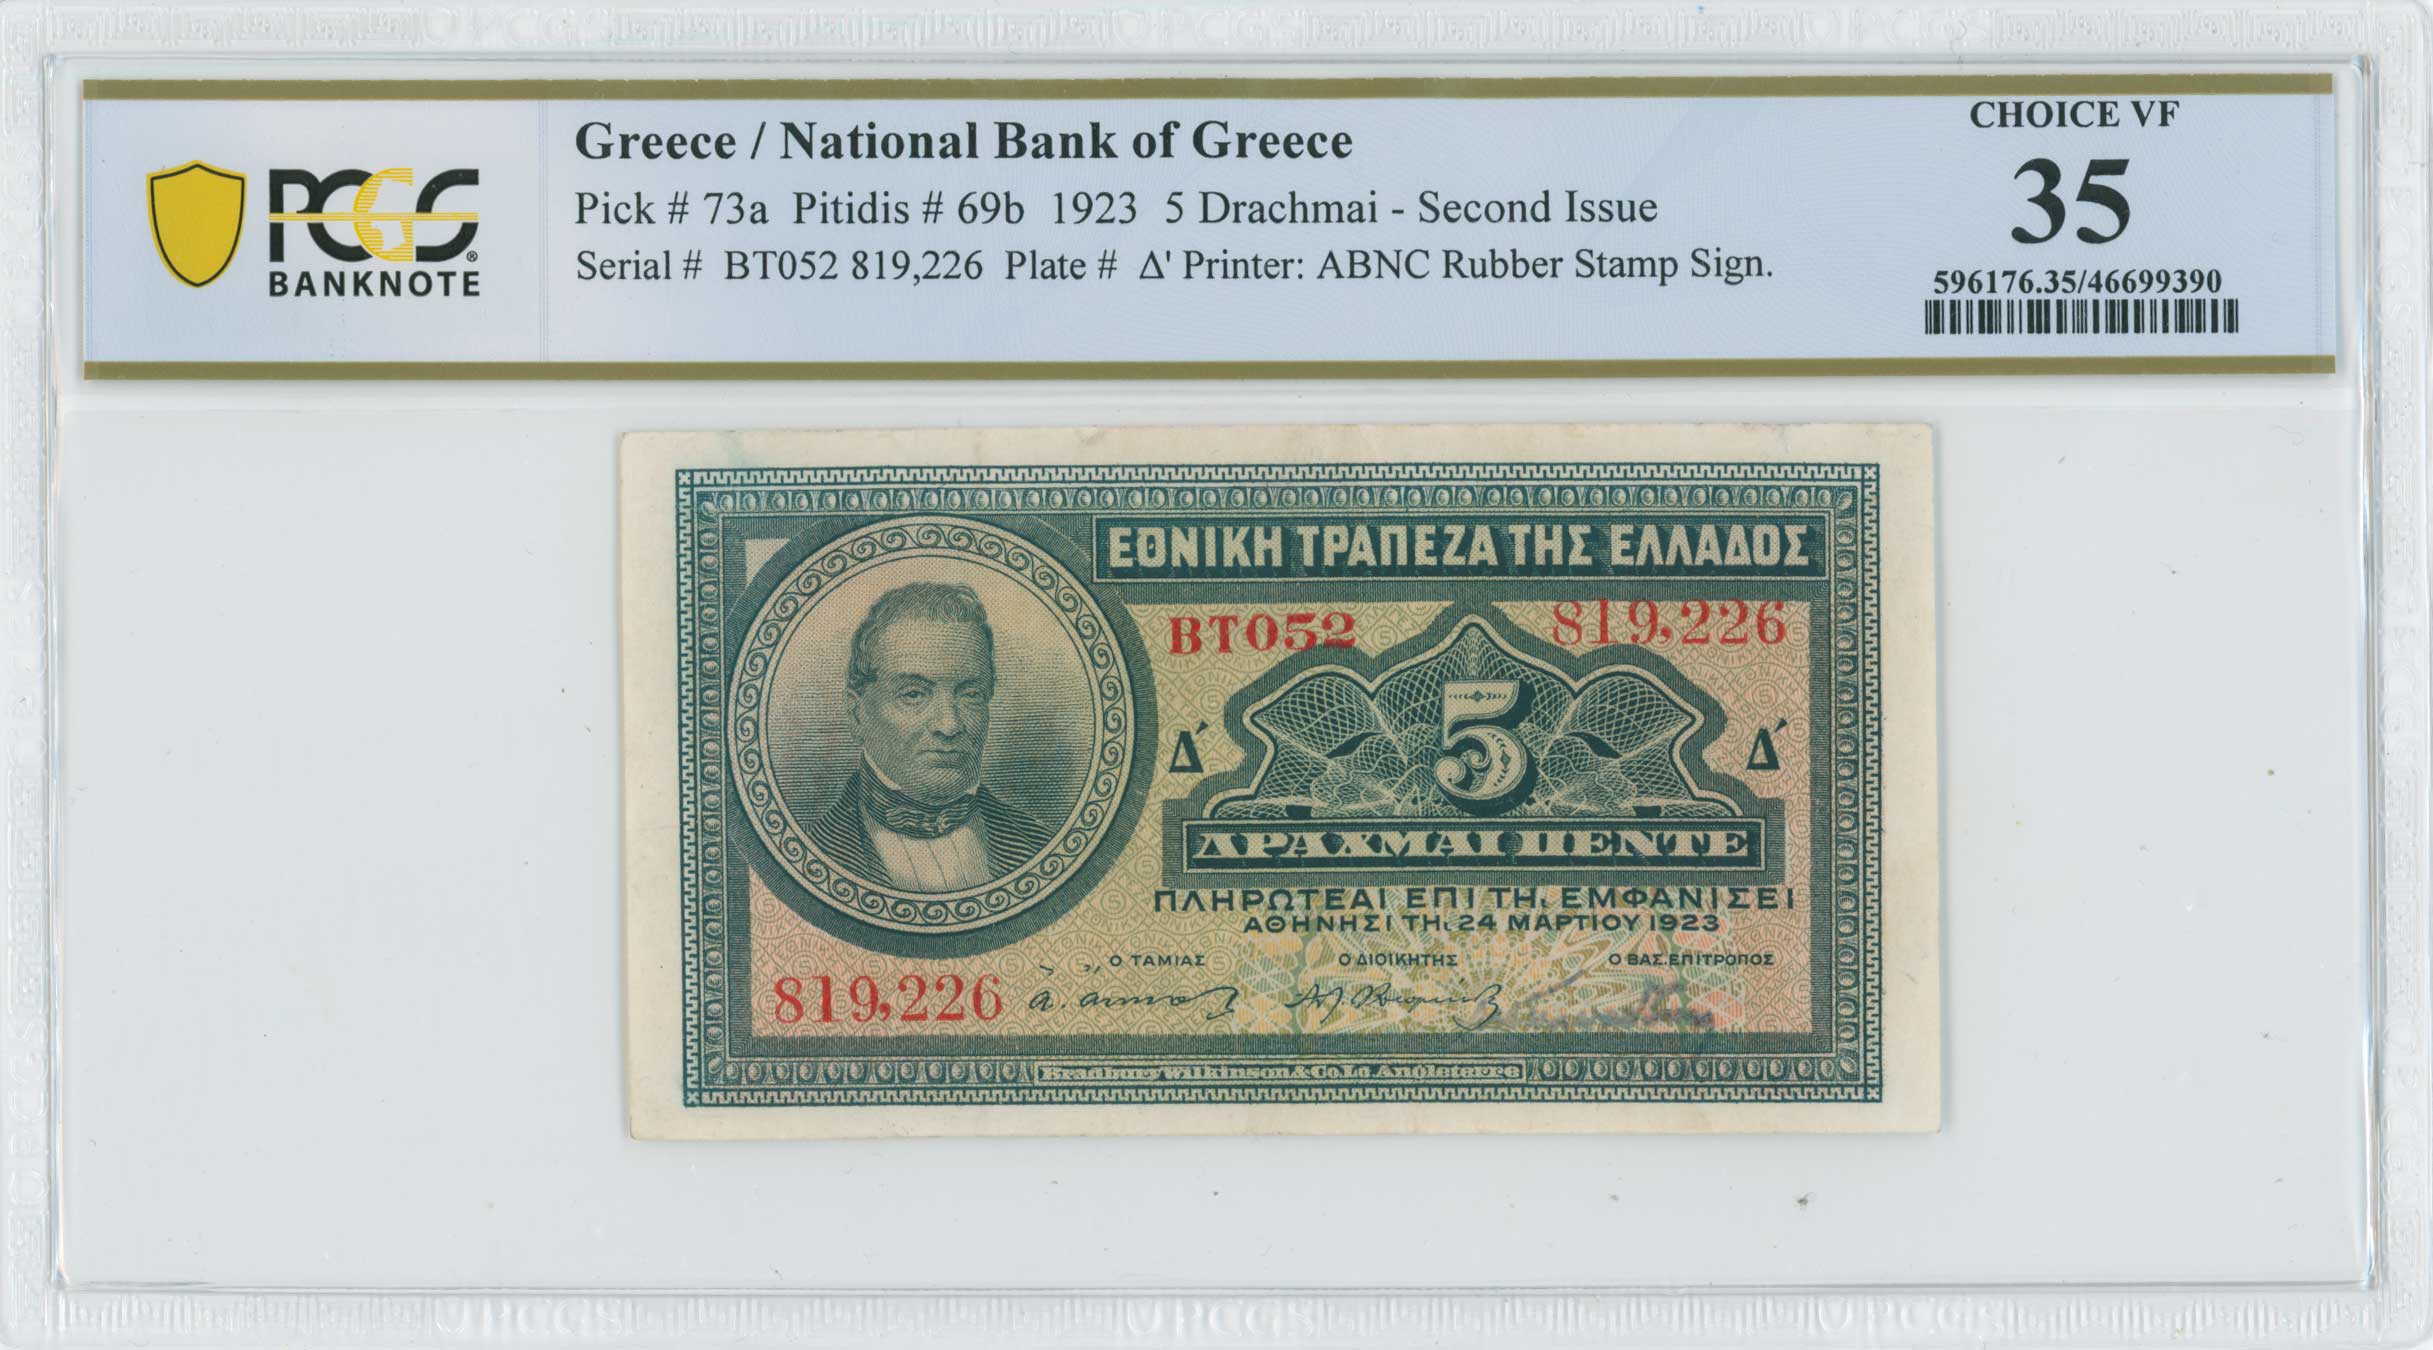 Greece / National Bank of Greece
Pick # 73a Pitidis # 69b 1923 5 Drachmai - Second Issue
Serial # BT052 819,226 Plate # Δ' Printer: ABNC Rubber Stamp Sign.
PCGS
BANKNOTE
CHOICE VF
35
596176.35/46699390
ΕΘΝΙΚΗ ΤΡΑΠΕΖΑ ΤΗΣ ΕΛΛΑΔΟΣ
ΒΤ052 819,226
Δ΄ 5 Δ΄
ΔΡΑΧΜΑΙ ΠΕΝΤΕ
ΠΛΗΡΩΤΕΑΙ ΕΠΙ ΤΗι ΕΜΦΑΝΙΣΕΙ
ΑΘΗΝΗΣΙ ΤΗι 24 ΜΑΡΤΙΟΥ 1923
Ο ΤΑΜΙΑΣ Ο ΔΙΟΙΚΗΤΗΣ Ο ΒΑΣ.ΕΠΙΤΡΟΠΟΣ
819,226
Bradbury Wilkinson & Co. Ld. Angleterre